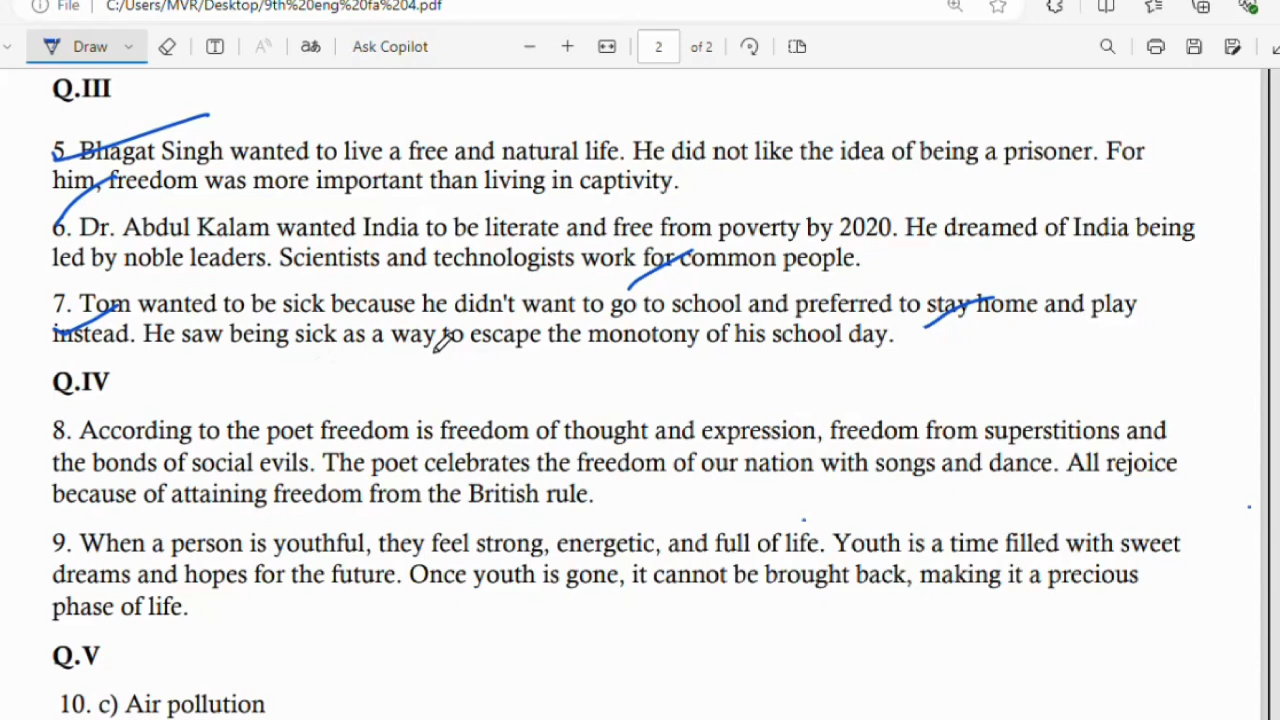 File C:/Users/MVR/Desktop/9th%20eng%20fa%204.pdf
Draw Ask Copilot 2 of 2
Q.III
5. Bhagat Singh wanted to live a free and natural life. He did not like the idea of being a prisoner. For
him, freedom was more important than living in captivity.
6. Dr. Abdul Kalam wanted India to be literate and free from poverty by 2020. He dreamed of India being
led by noble leaders. Scientists and technologists work for common people.
7. Tom wanted to be sick because he didn't want to go to school and preferred to stay home and play
instead. He saw being sick as a way to escape the monotony of his school day.
Q.IV
8. According to the poet freedom is freedom of thought and expression, freedom from superstitions and
the bonds of social evils. The poet celebrates the freedom of our nation with songs and dance. All rejoice
because of attaining freedom from the British rule.
9. When a person is youthful, they feel strong, energetic, and full of life. Youth is a time filled with sweet
dreams and hopes for the future. Once youth is gone, it cannot be brought back, making it a precious
phase of life.
Q.V
10. c) Air pollution